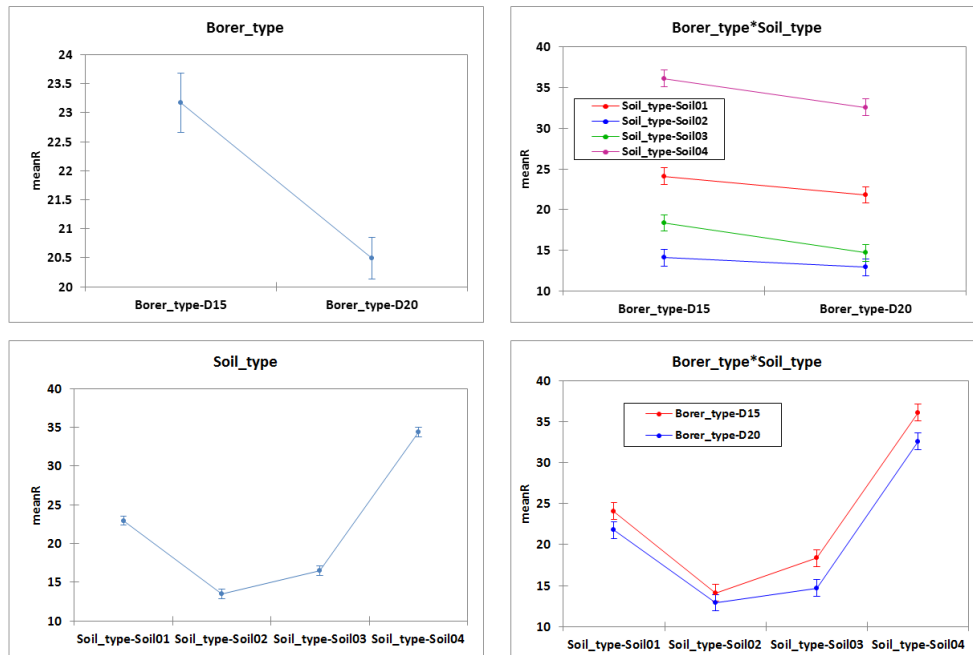 Borer_type
24
23.5
23
22.5
22
21.5
21
20.5
20
meanR
Borer_type-D15 Borer_type-D20
Borer_type*Soil_type
40
35
30
25
20
15
10
meanR
Soil_type-Soil01
Soil_type-Soil02
Soil_type-Soil03
Soil_type-Soil04
Borer_type-D15 Borer_type-D20
Soil_type
40
35
30
25
20
15
10
meanR
Soil_type-Soil01 Soil_type-Soil02 Soil_type-Soil03 Soil_type-Soil04
Borer_type*Soil_type
40
35
30
25
20
15
10
meanR
Borer_type-D15
Borer_type-D20
Soil_type-Soil01 Soil_type-Soil02 Soil_type-Soil03 Soil_type-Soil04